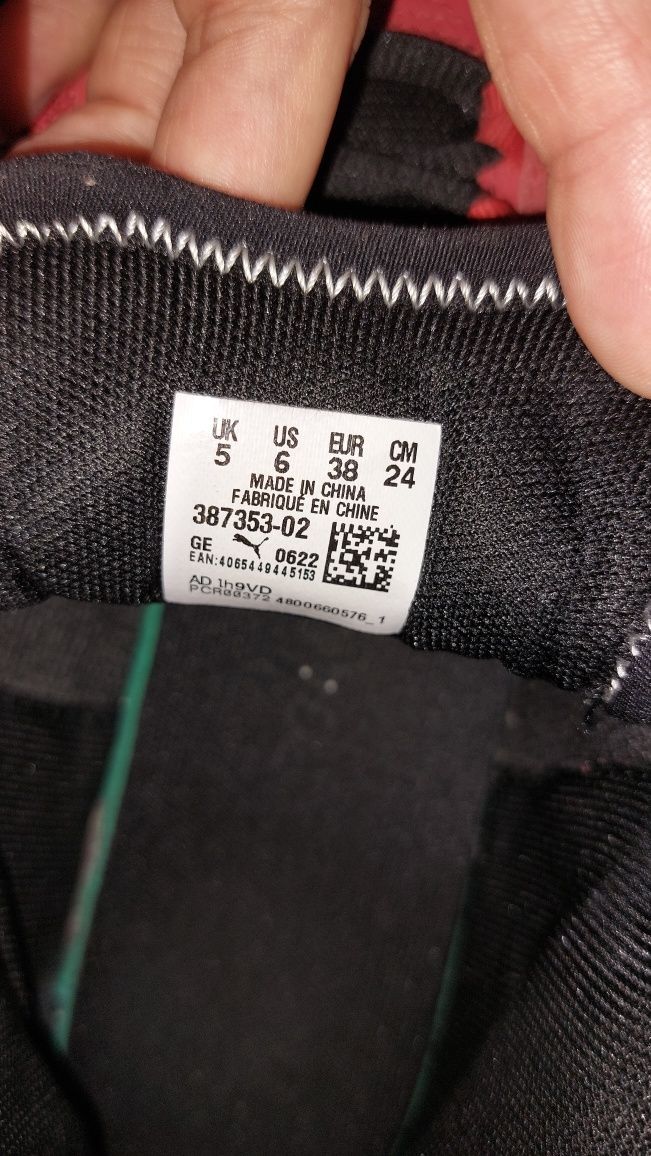 UK US EUR CM
5 6 38 24
MADE IN CHINA
FABRIQUÉ EN CHINE
387353-02
GE 0622
EAN:4065449445153
AD 1h9VD
PCR00372 4800660576_1